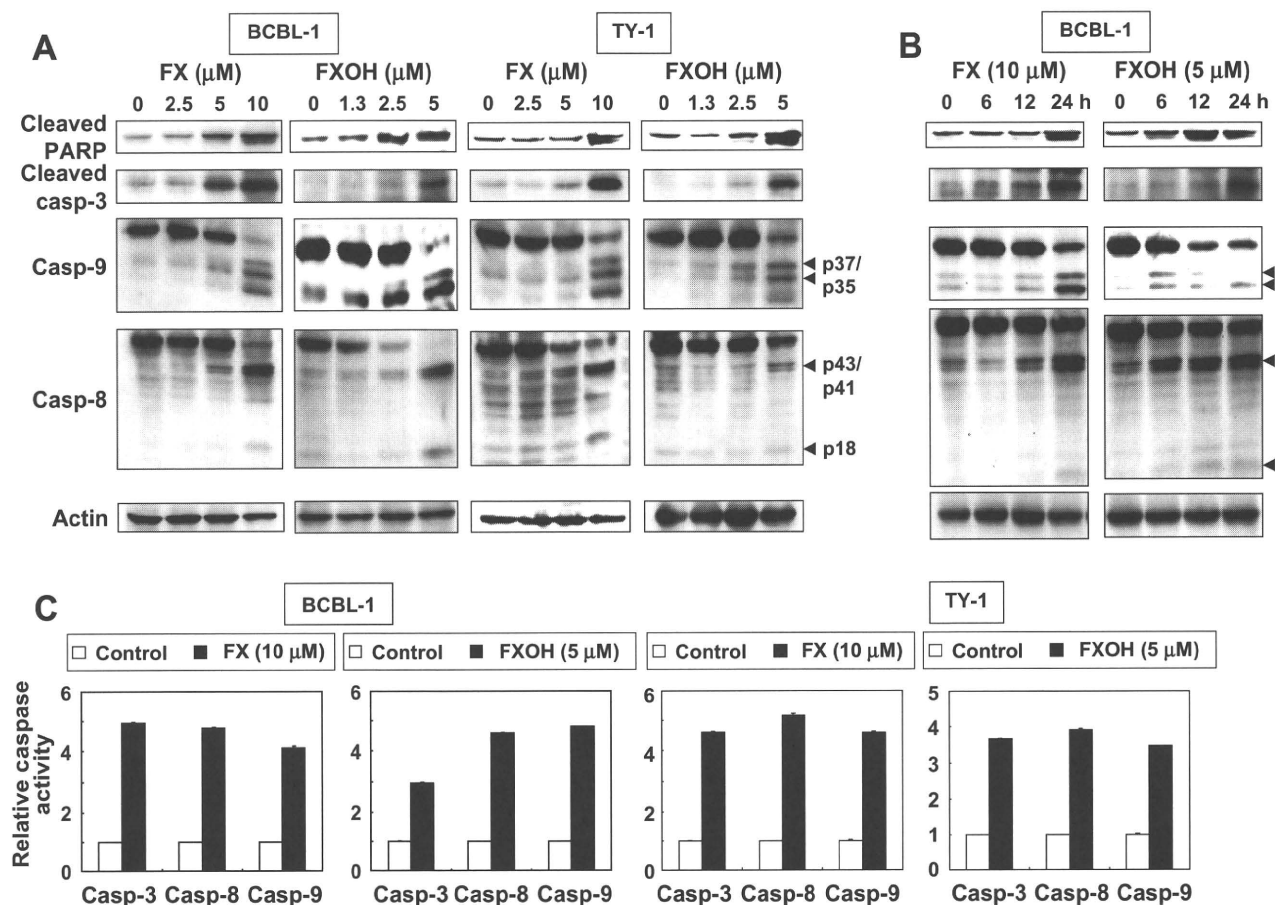 A
BCBL-1
TY-1
FX (μM)
FXOH (μM)
FX (μM)
FXOH (μM)
0 2.5 5 10
0 1.3 2.5 5
0 2.5 5 10
0 1.3 2.5 5
Cleaved
PARP
Cleaved
casp-3
Casp-9
p37/
p35
Casp-8
p43/
p41
p18
Actin
B
BCBL-1
FX (10 μM)
FXOH (5 μM)
0 6 12 24 h
0 6 12 24 h
C
BCBL-1
TY-1
Control FX (10 μM)
Control FXOH (5 μM)
Control FX (10 μM)
Control FXOH (5 μM)
Relative caspase
activity
6
4
2
0
Casp-3 Casp-8 Casp-9
6
4
2
0
Casp-3 Casp-8 Casp-9
6
4
2
0
Casp-3 Casp-8 Casp-9
5
4
3
2
1
0
Casp-3 Casp-8 Casp-9